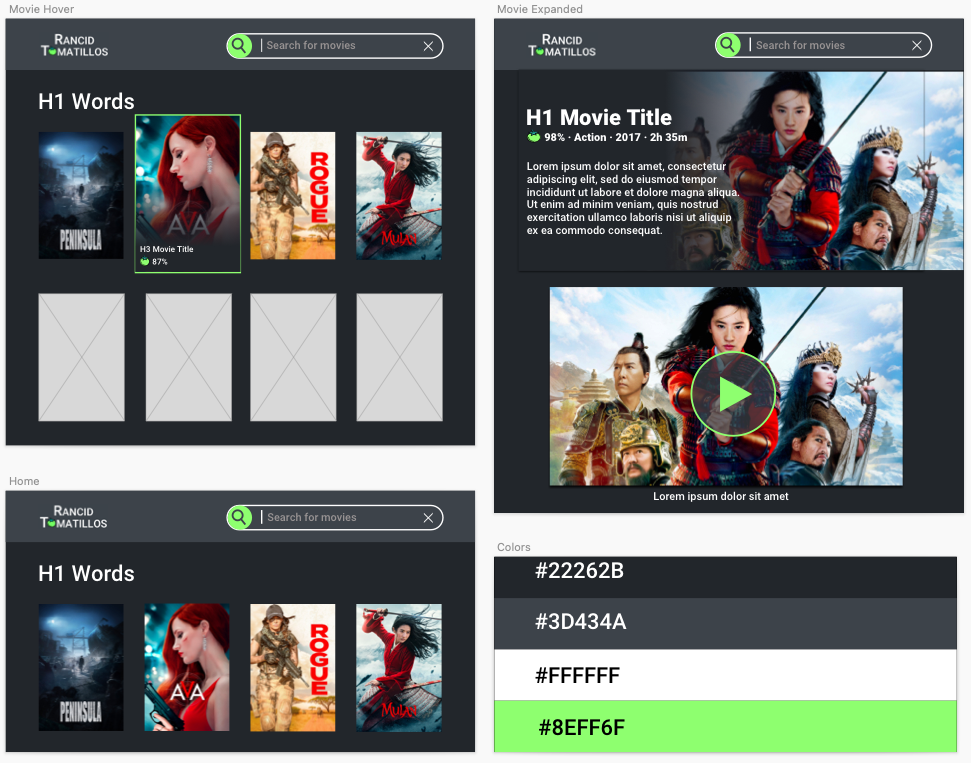 Movie Hover
RANCID
TOMATILLOS
Search for movies
H1 Words
PENINSULA
AVA
H3 Movie Title
87%
ROGUE
MULAN
Home
RANCID
TOMATILLOS
Search for movies
H1 Words
PENINSULA
AVA
ROGUE
MULAN
Movie Expanded
RANCID
TOMATILLOS
Search for movies
H1 Movie Title
98% · Action · 2017 · 2h 35m
Lorem ipsum dolor sit amet, consectetur
adipiscing elit, sed do eiusmod tempor
incididunt ut labore et dolore magna aliqua.
Ut enim ad minim veniam, quis nostrud
exercitation ullamco laboris nisi ut aliquip
ex ea commodo consequat.
Lorem ipsum dolor sit amet
Colors
#22262B
#3D434A
#FFFFFF
#8EFF6F